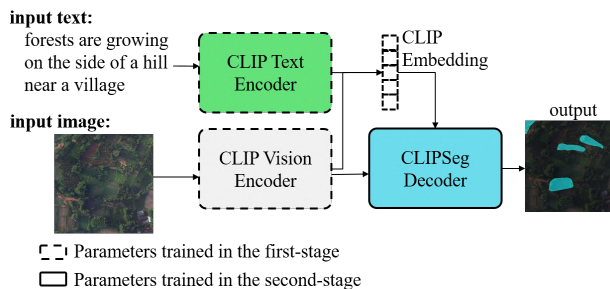 input text:
forests are growing
on the side of a hill
near a village
CLIP Text
Encoder
CLIP
Embedding
input image:
CLIP Vision
Encoder
CLIPSeg
Decoder
output
Parameters trained in the first-stage
Parameters trained in the second-stage